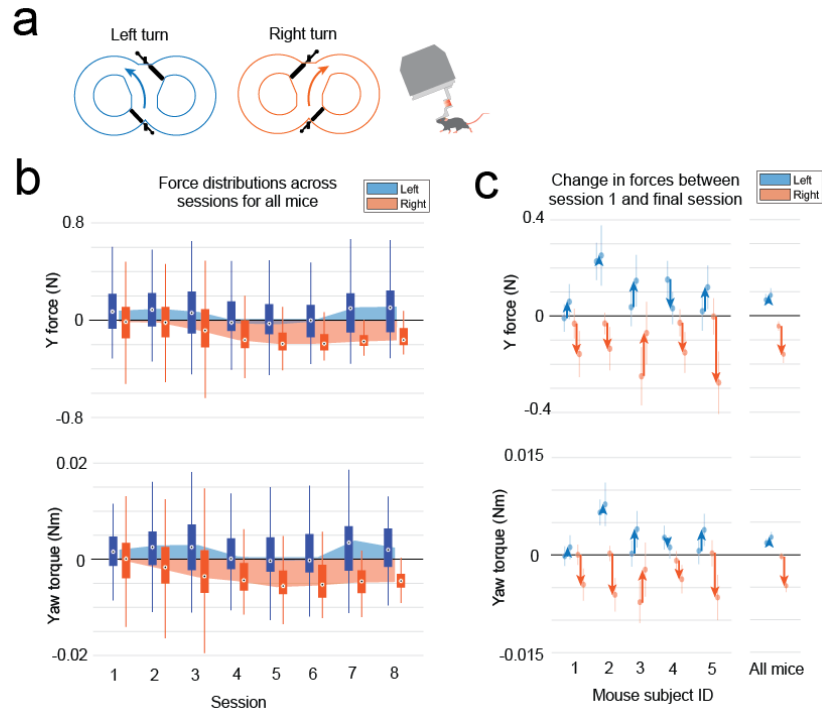 a
Left turn
Right turn
b
Force distributions across
sessions for all mice
Left
Right
0.8
0
-0.8
Y force (N)
0.02
0
-0.02
Yaw torque (Nm)
1 2 3 4 5 6 7 8
Session
c
Change in forces between
session 1 and final session
Left
Right
0.4
0
-0.4
Y force (N)
0.015
0
-0.015
Yaw torque (Nm)
1 2 3 4 5 All mice
Mouse subject ID